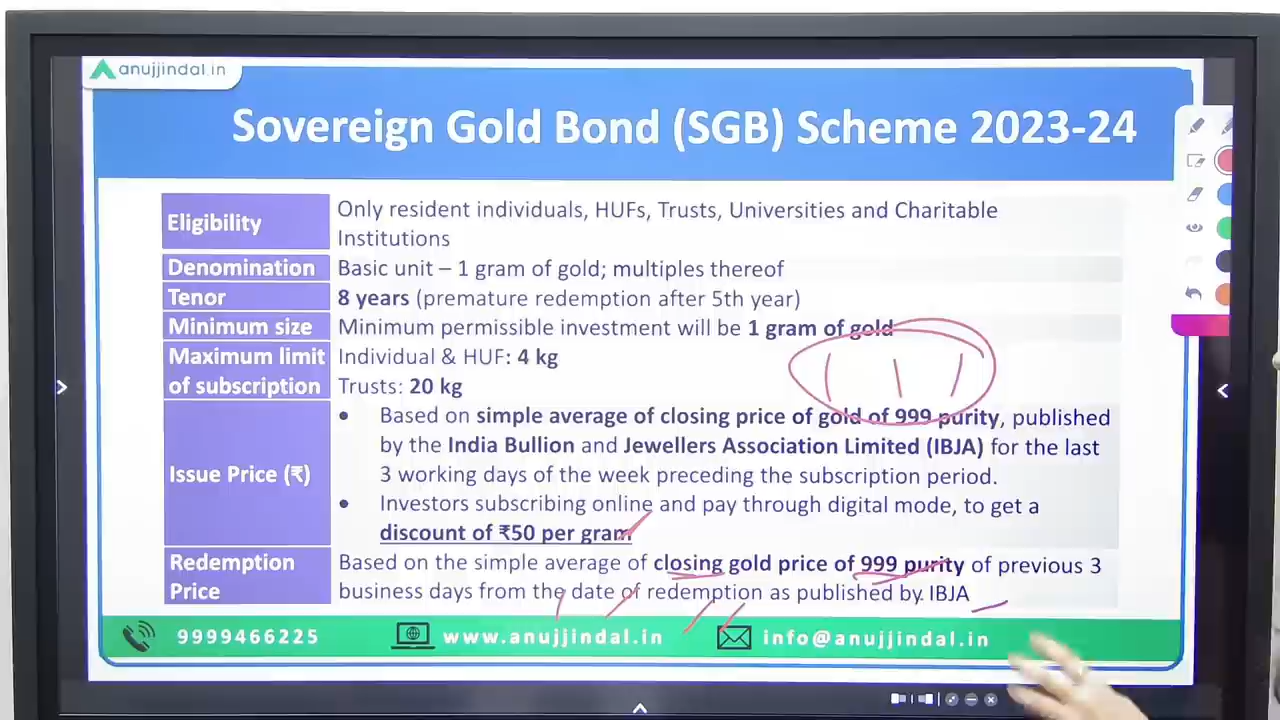 anujjindal.in
Sovereign Gold Bond (SGB) Scheme 2023-24
Eligibility
Only resident individuals, HUFs, Trusts, Universities and Charitable
Institutions
Denomination
Basic unit – 1 gram of gold; multiples thereof
Tenor
8 years (premature redemption after 5th year)
Minimum size
Minimum permissible investment will be 1 gram of gold
Maximum limit
of subscription
Individual & HUF: 4 kg
Trusts: 20 kg
Issue Price (₹)
• Based on simple average of closing price of gold of 999 purity, published
by the India Bullion and Jewellers Association Limited (IBJA) for the last
3 working days of the week preceding the subscription period.
• Investors subscribing online and pay through digital mode, to get a
discount of ₹50 per gram
Redemption
Price
Based on the simple average of closing gold price of 999 purity of previous 3
business days from the date of redemption as published by IBJA
9999466225
www.anujjindal.in
info@anujjindal.in